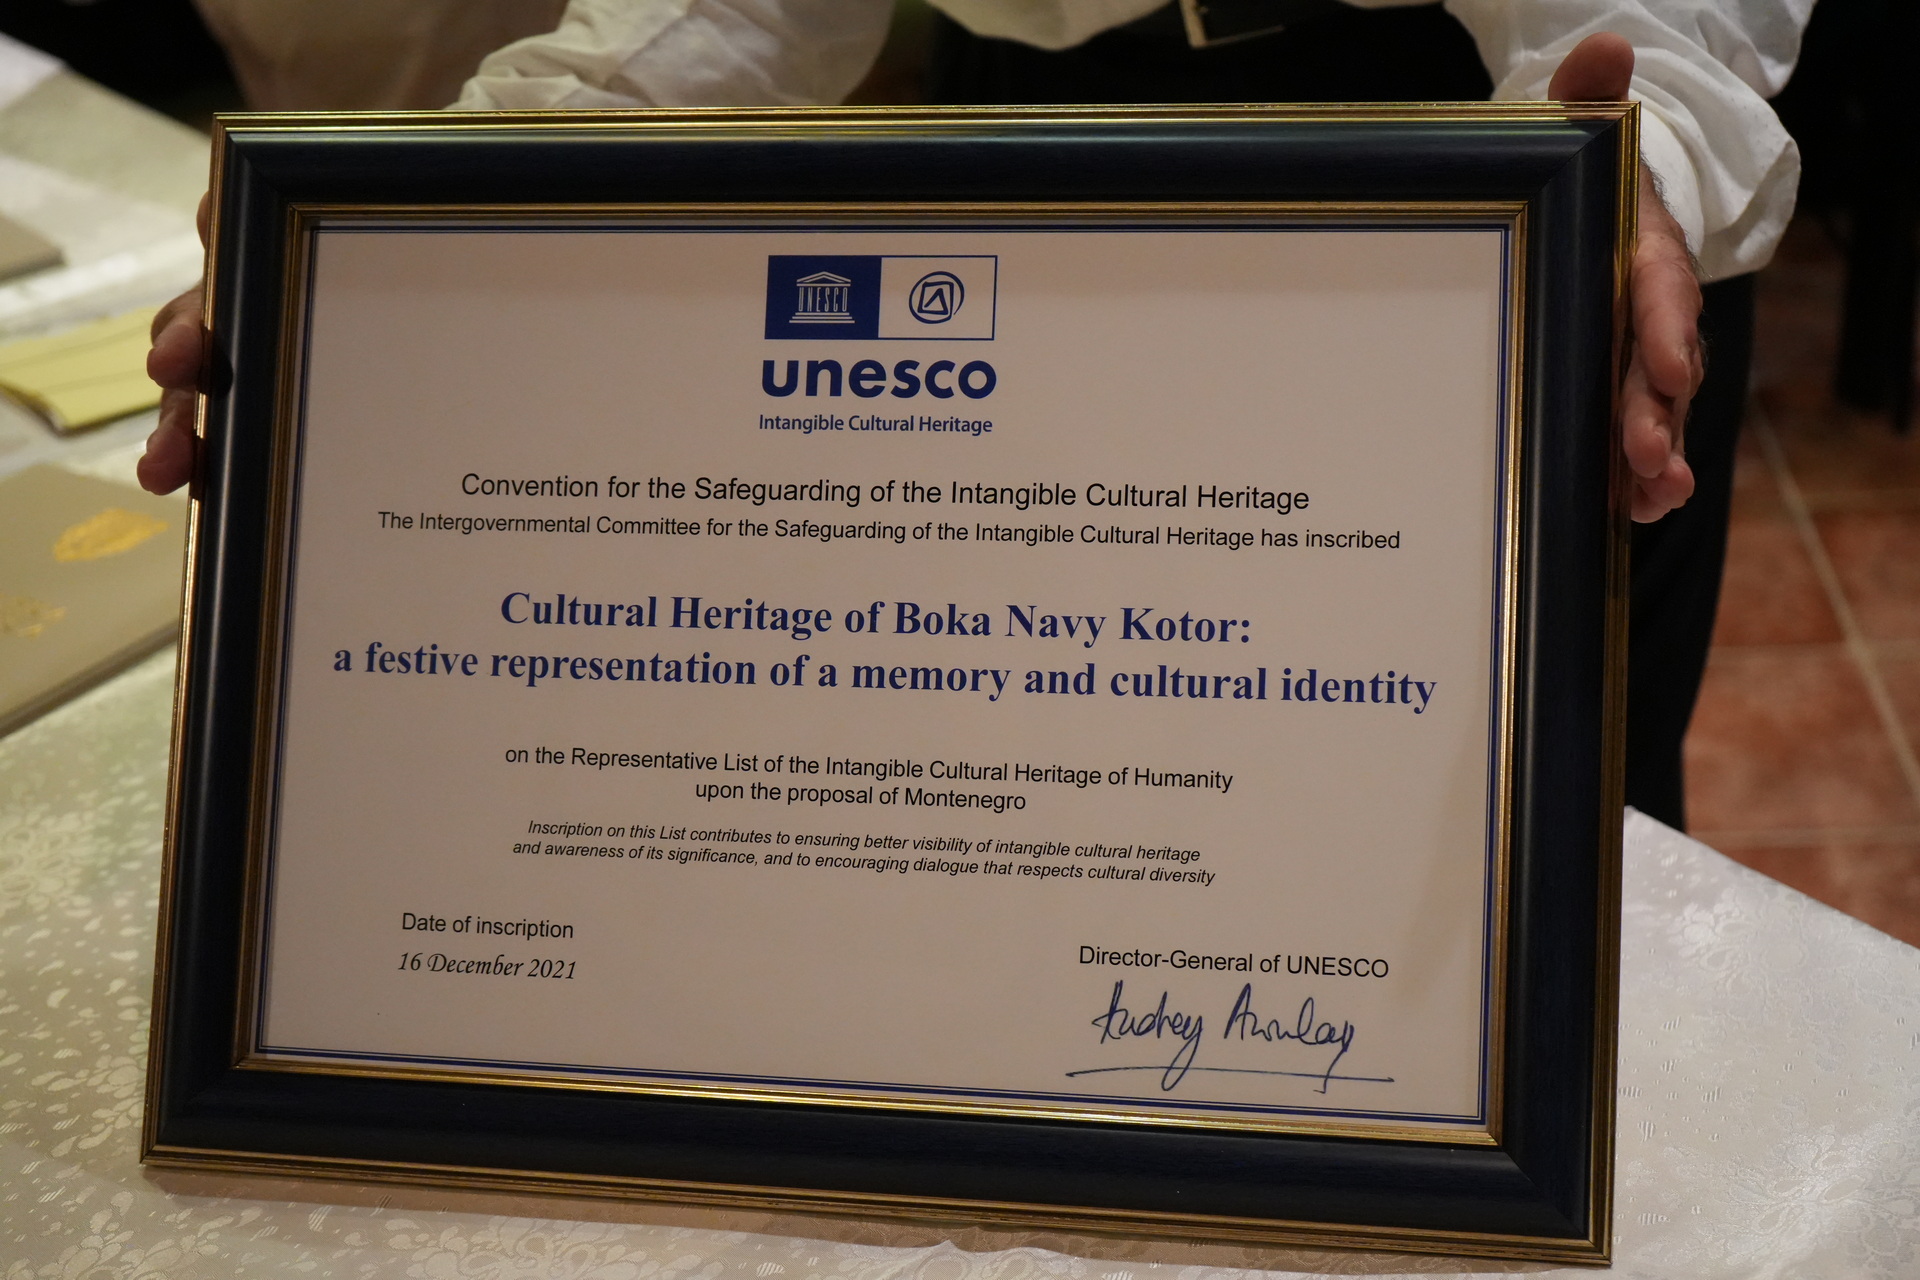 UNESCO
unesco
Intangible Cultural Heritage
Convention for the Safeguarding of the Intangible Cultural Heritage
The Intergovernmental Committee for the Safeguarding of the Intangible Cultural Heritage has inscribed
Cultural Heritage of Boka Navy Kotor:
a festive representation of a memory and cultural identity
on the Representative List of the Intangible Cultural Heritage of Humanity
upon the proposal of Montenegro
Inscription on this List contributes to ensuring better visibility of intangible cultural heritage
and awareness of its significance, and to encouraging dialogue that respects cultural diversity
Date of inscription
16 December 2021
Director-General of UNESCO
Audrey Azoulay